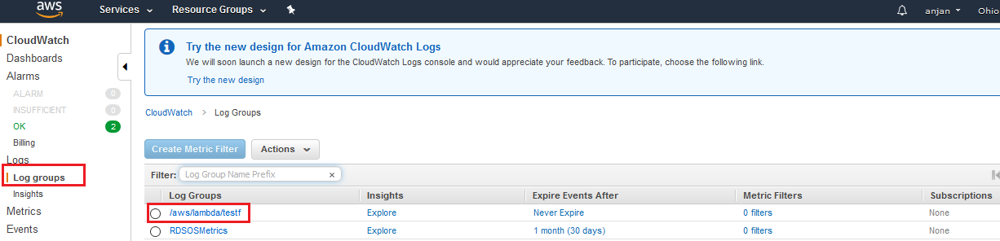 aws Services Resource Groups anjan Ohio
CloudWatch
Dashboards
Alarms
ALARM 0
INSUFFICIENT 0
OK 2
Billing
Logs
Log groups
Insights
Metrics
Events
Try the new design for Amazon CloudWatch Logs
We will soon launch a new design for the CloudWatch Logs console and would appreciate your feedback. To participate, choose the following link.
Try the new design
CloudWatch > Log Groups
Create Metric Filter Actions
Filter: Log Group Name Prefix ×
Log Groups Insights Expire Events After Metric Filters Subscriptions
/aws/lambda/testf Explore Never Expire 0 filters None
RDSOSMetrics Explore 1 month (30 days) 0 filters None